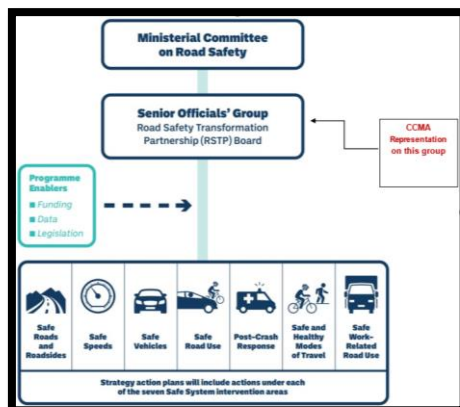 Ministerial Committee
on Road Safety
Senior Officials' Group
Road Safety Transformation
Partnership (RSTP) Board
CCMA
Representation
on this group
Programme
Enablers
Funding
Data
Legislation
Safe
Roads
and
Roadsides
Safe
Speeds
Safe
Vehicles
Safe
Road Use
Post-Crash
Response
Safe and
Healthy
Modes
of Travel
Safe
Work-
Related
Road Use
Strategy action plans will include actions under each
of the seven Safe System intervention areas